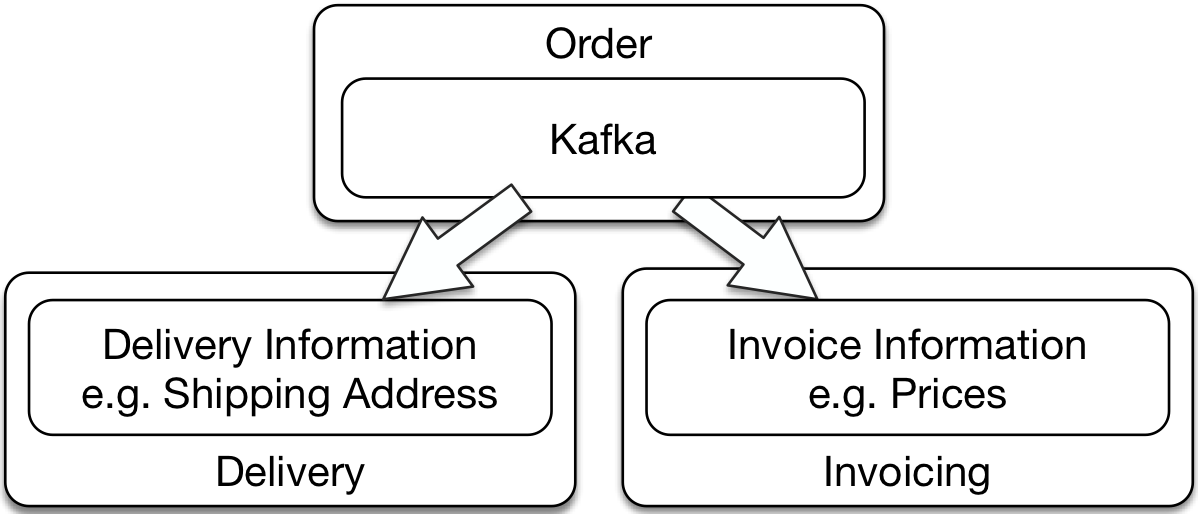 Order
Kafka
Delivery Information
e.g. Shipping Address
Delivery
Invoice Information
e.g. Prices
Invoicing